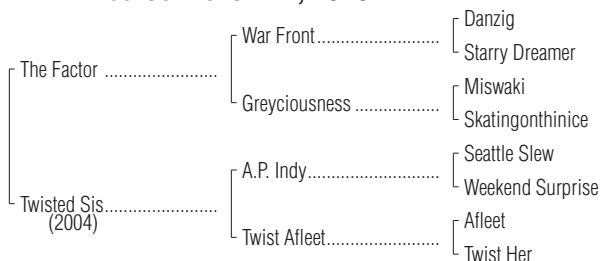 Danzig
War Front
Starry Dreamer
The Factor
Miswaki
Greyciousness
Skatingonthinice
Seattle Slew
A.P. Indy
Weekend Surprise
Twisted Sis
(2004)
Afleet
Twist Afleet
Twist Her